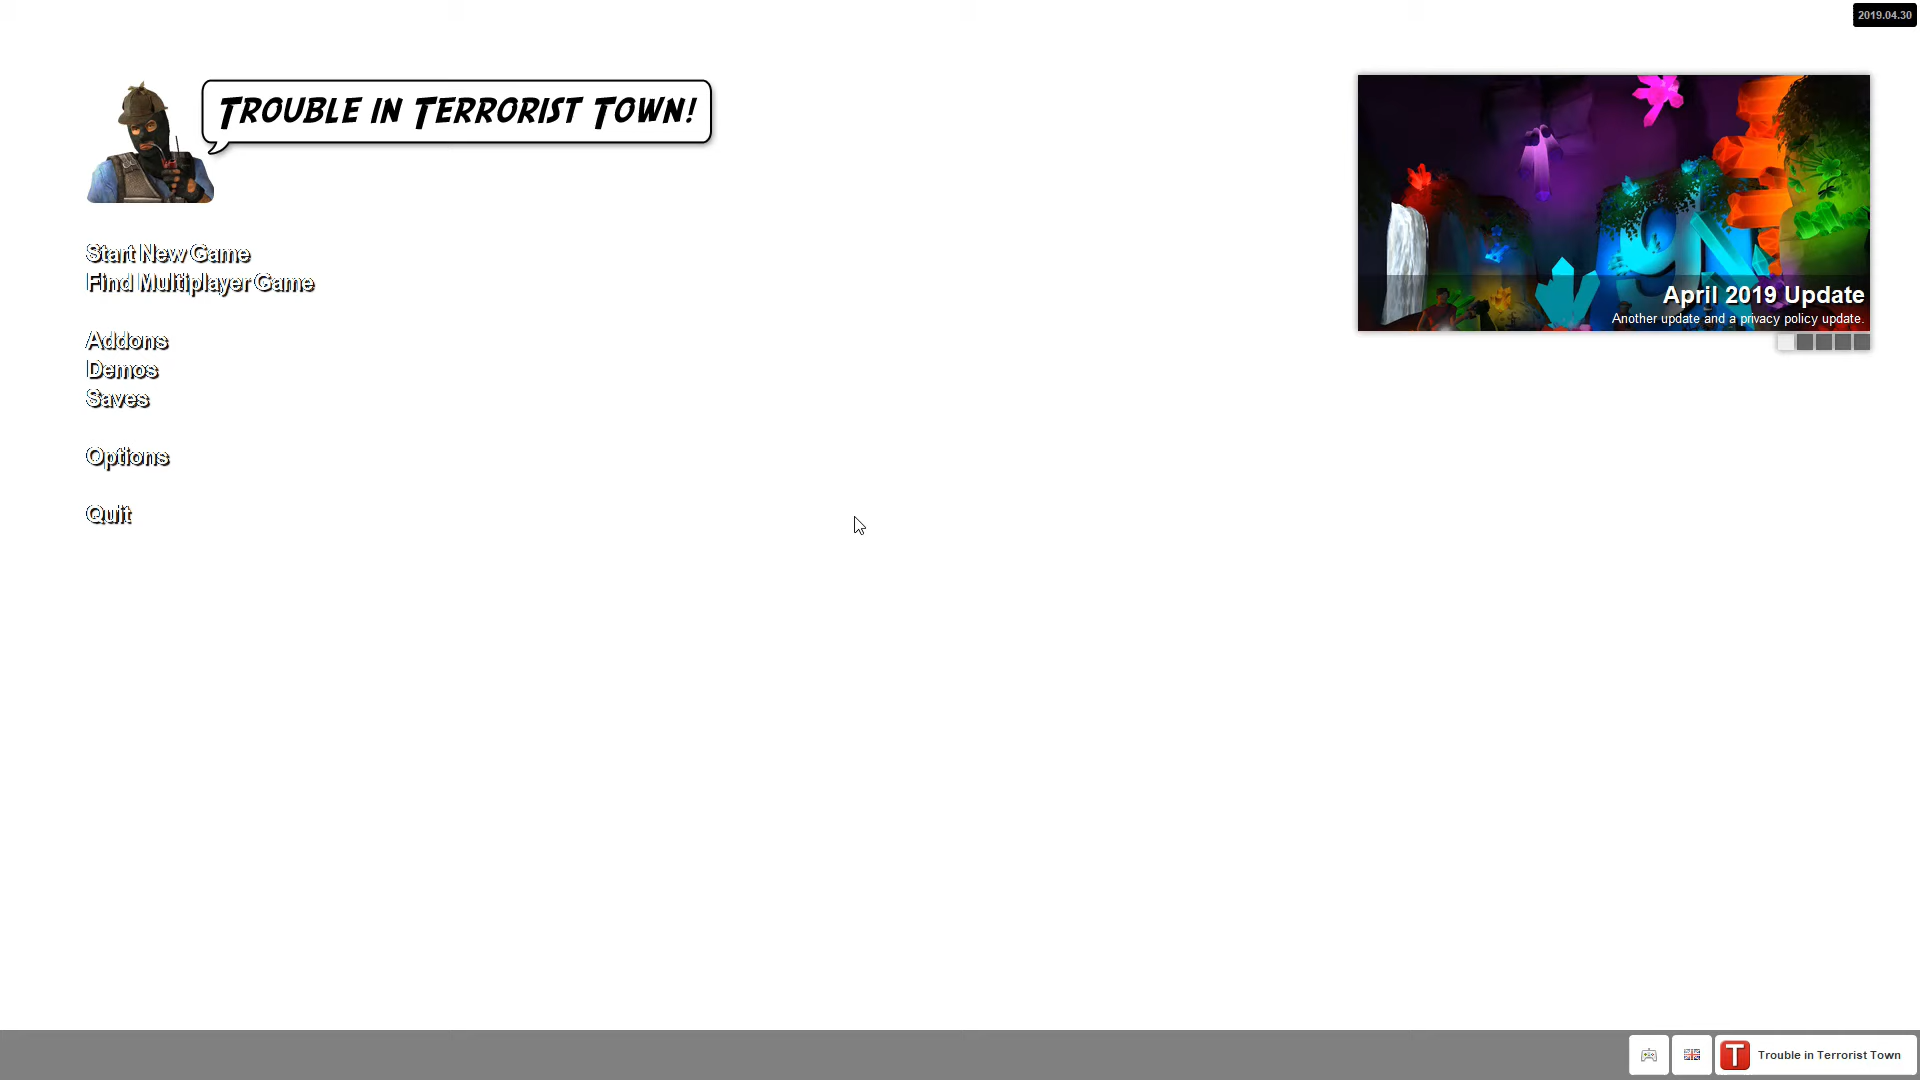 2019.04.30
Trouble in Terrorist Town!
Start New Game
Find Multiplayer Game
Addons
Demos
Saves
Options
Quit
April 2019 Update
Another update and a privacy policy update.
T Trouble in Terrorist Town